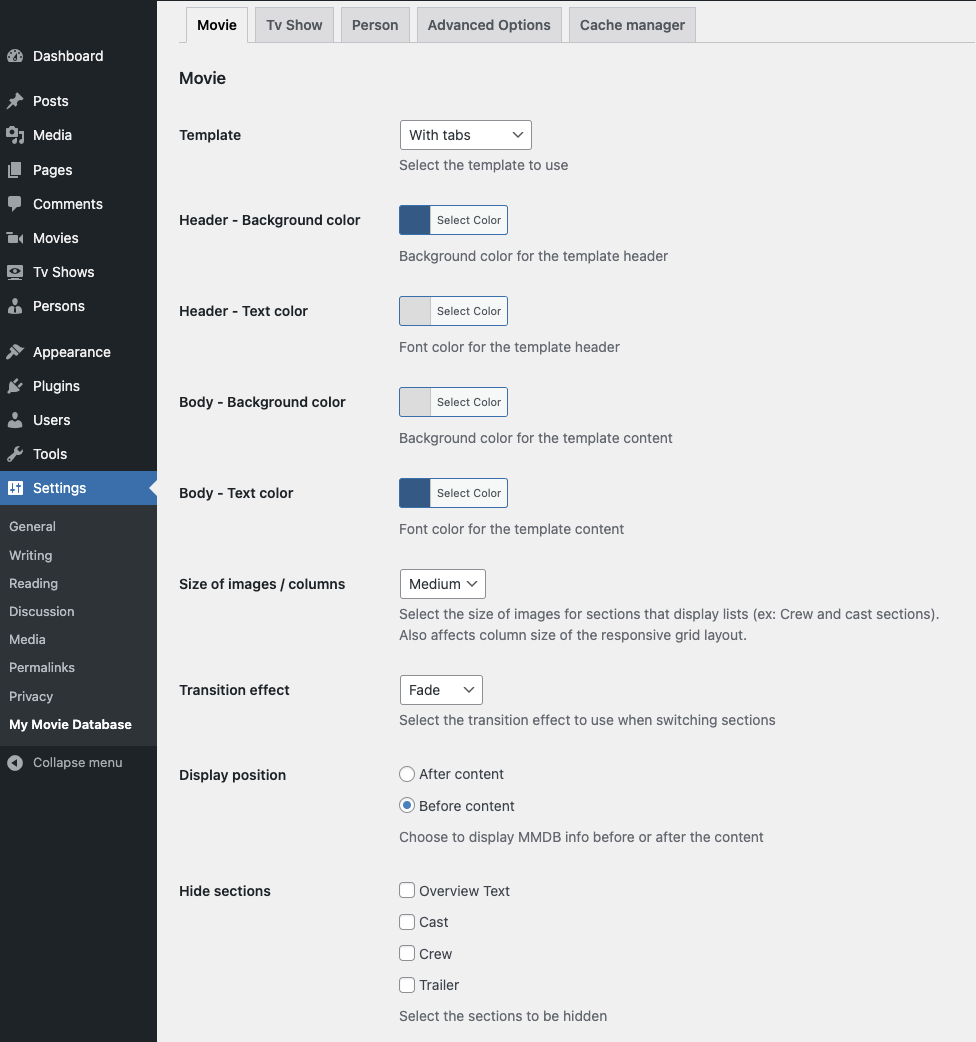 Dashboard
Posts
Media
Pages
Comments
Movies
Tv Shows
Persons
Appearance
Plugins
Users
Tools
Settings
General
Writing
Reading
Discussion
Media
Permalinks
Privacy
My Movie Database
Collapse menu
Movie
Tv Show
Person
Advanced Options
Cache manager
Movie
Template
With tabs
Select the template to use
Header - Background color
Select Color
Background color for the template header
Header - Text color
Select Color
Font color for the template header
Body - Background color
Select Color
Background color for the template content
Body - Text color
Select Color
Font color for the template content
Size of images / columns
Medium
Select the size of images for sections that display lists (ex: Crew and cast sections).
Also affects column size of the responsive grid layout.
Transition effect
Fade
Select the transition effect to use when switching sections
Display position
After content
Before content
Choose to display MMDB info before or after the content
Hide sections
Overview Text
Cast
Crew
Trailer
Select the sections to be hidden